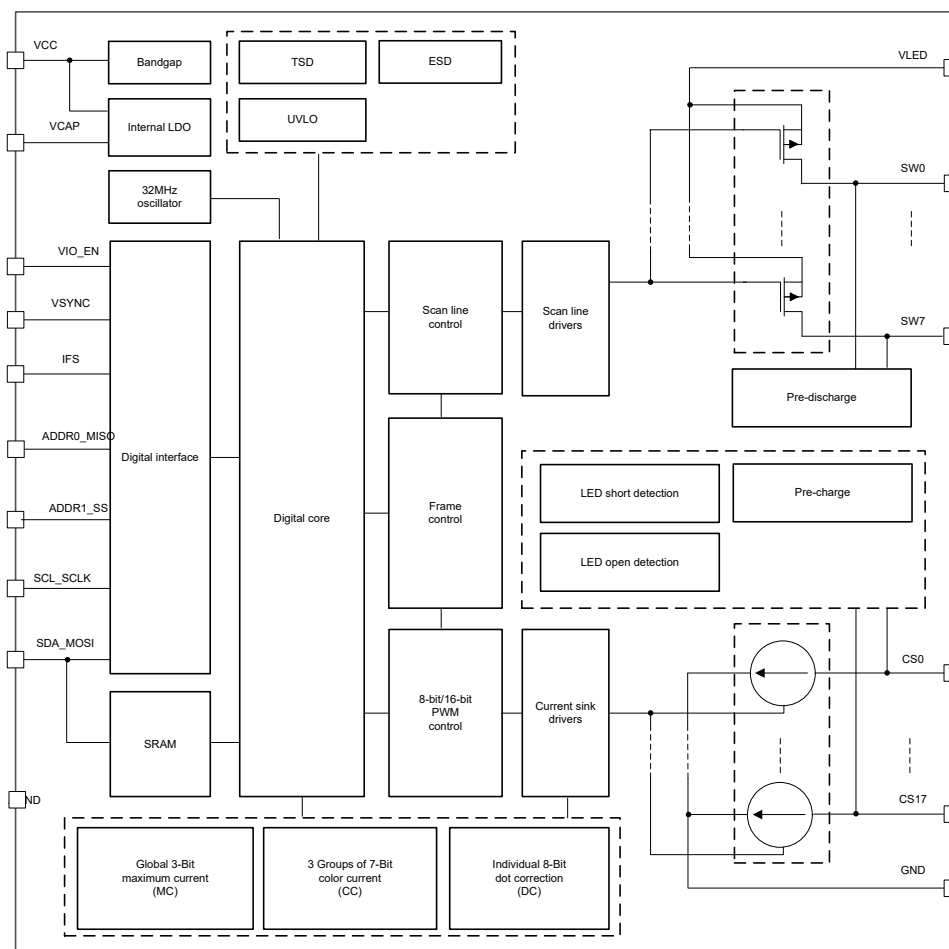 VCC
Bandgap
TSD
ESD
VLED
VCAP
Internal LDO
UVLO
32MHz
oscillator
SW0
VIO_EN
VSYNC
IFS
ADDR0_MISO
ADDR1_SS
SCL_SCLK
SDA_MOSI
Digital interface
Digital core
Scan line
control
Scan line
drivers
SW7
Pre-discharge
Frame
control
LED short detection
Pre-charge
LED open detection
8-bit/16-bit
PWM
control
Current sink
drivers
CS0
SRAM
CS17
ND
GND
Global 3-Bit
maximum current
(MC)
3 Groups of 7-Bit
color current
(CC)
Individual 8-Bit
dot correction
(DC)